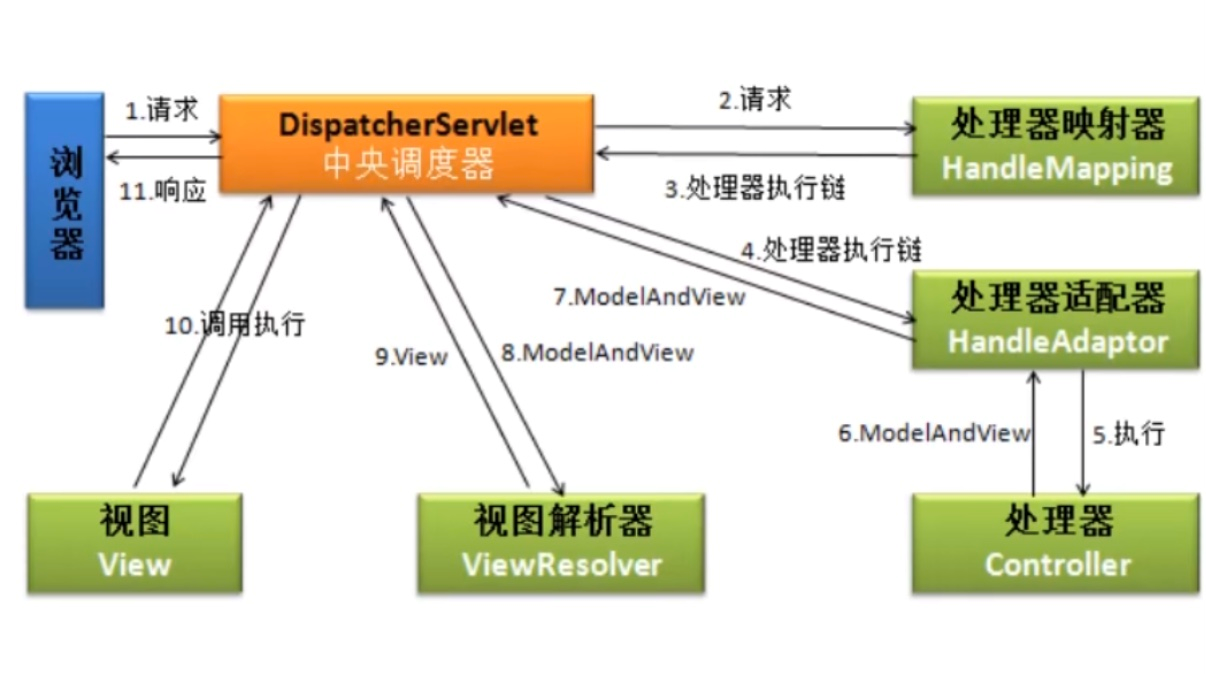 浏览器
1.请求
11.响应
DispatcherServlet
中央调度器
2.请求
3.处理器执行链
处理器映射器
HandleMapping
4.处理器执行链
7.ModelAndView
处理器适配器
HandleAdaptor
10.调用执行
9.View
8.ModelAndView
6.ModelAndView
5.执行
视图
View
视图解析器
ViewResolver
处理器
Controller